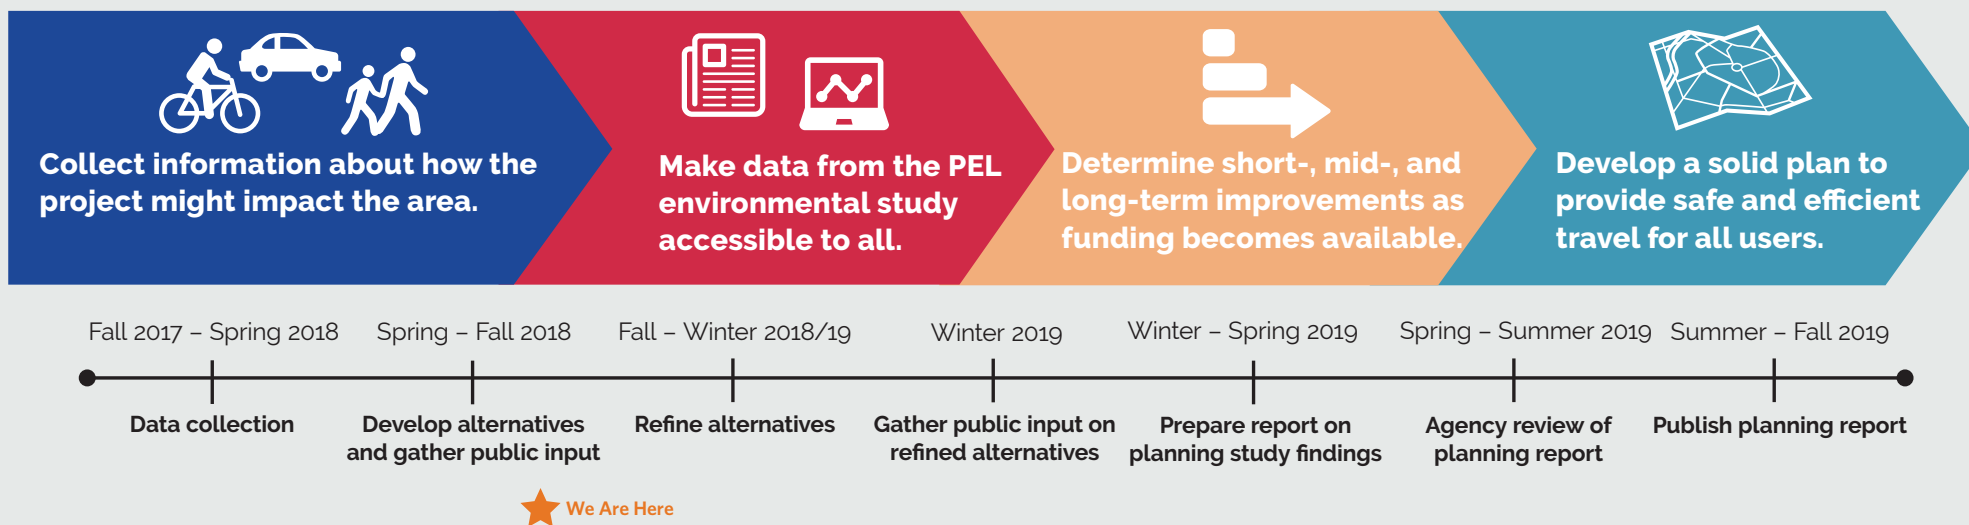 Collect information about how the
project might impact the area.
Make data from the PEL
environmental study
accessible to all.
Determine short-, mid-, and
long-term improvements as
funding becomes available.
Develop a solid plan to
provide safe and efficient
travel for all users.
Fall 2017 – Spring 2018
Spring – Fall 2018
Fall – Winter 2018/19
Winter 2019
Winter – Spring 2019
Spring – Summer 2019
Summer – Fall 2019
Data collection
Develop alternatives
and gather public input
Refine alternatives
Gather public input on
refined alternatives
Prepare report on
planning study findings
Agency review of
planning report
Publish planning report
We Are Here